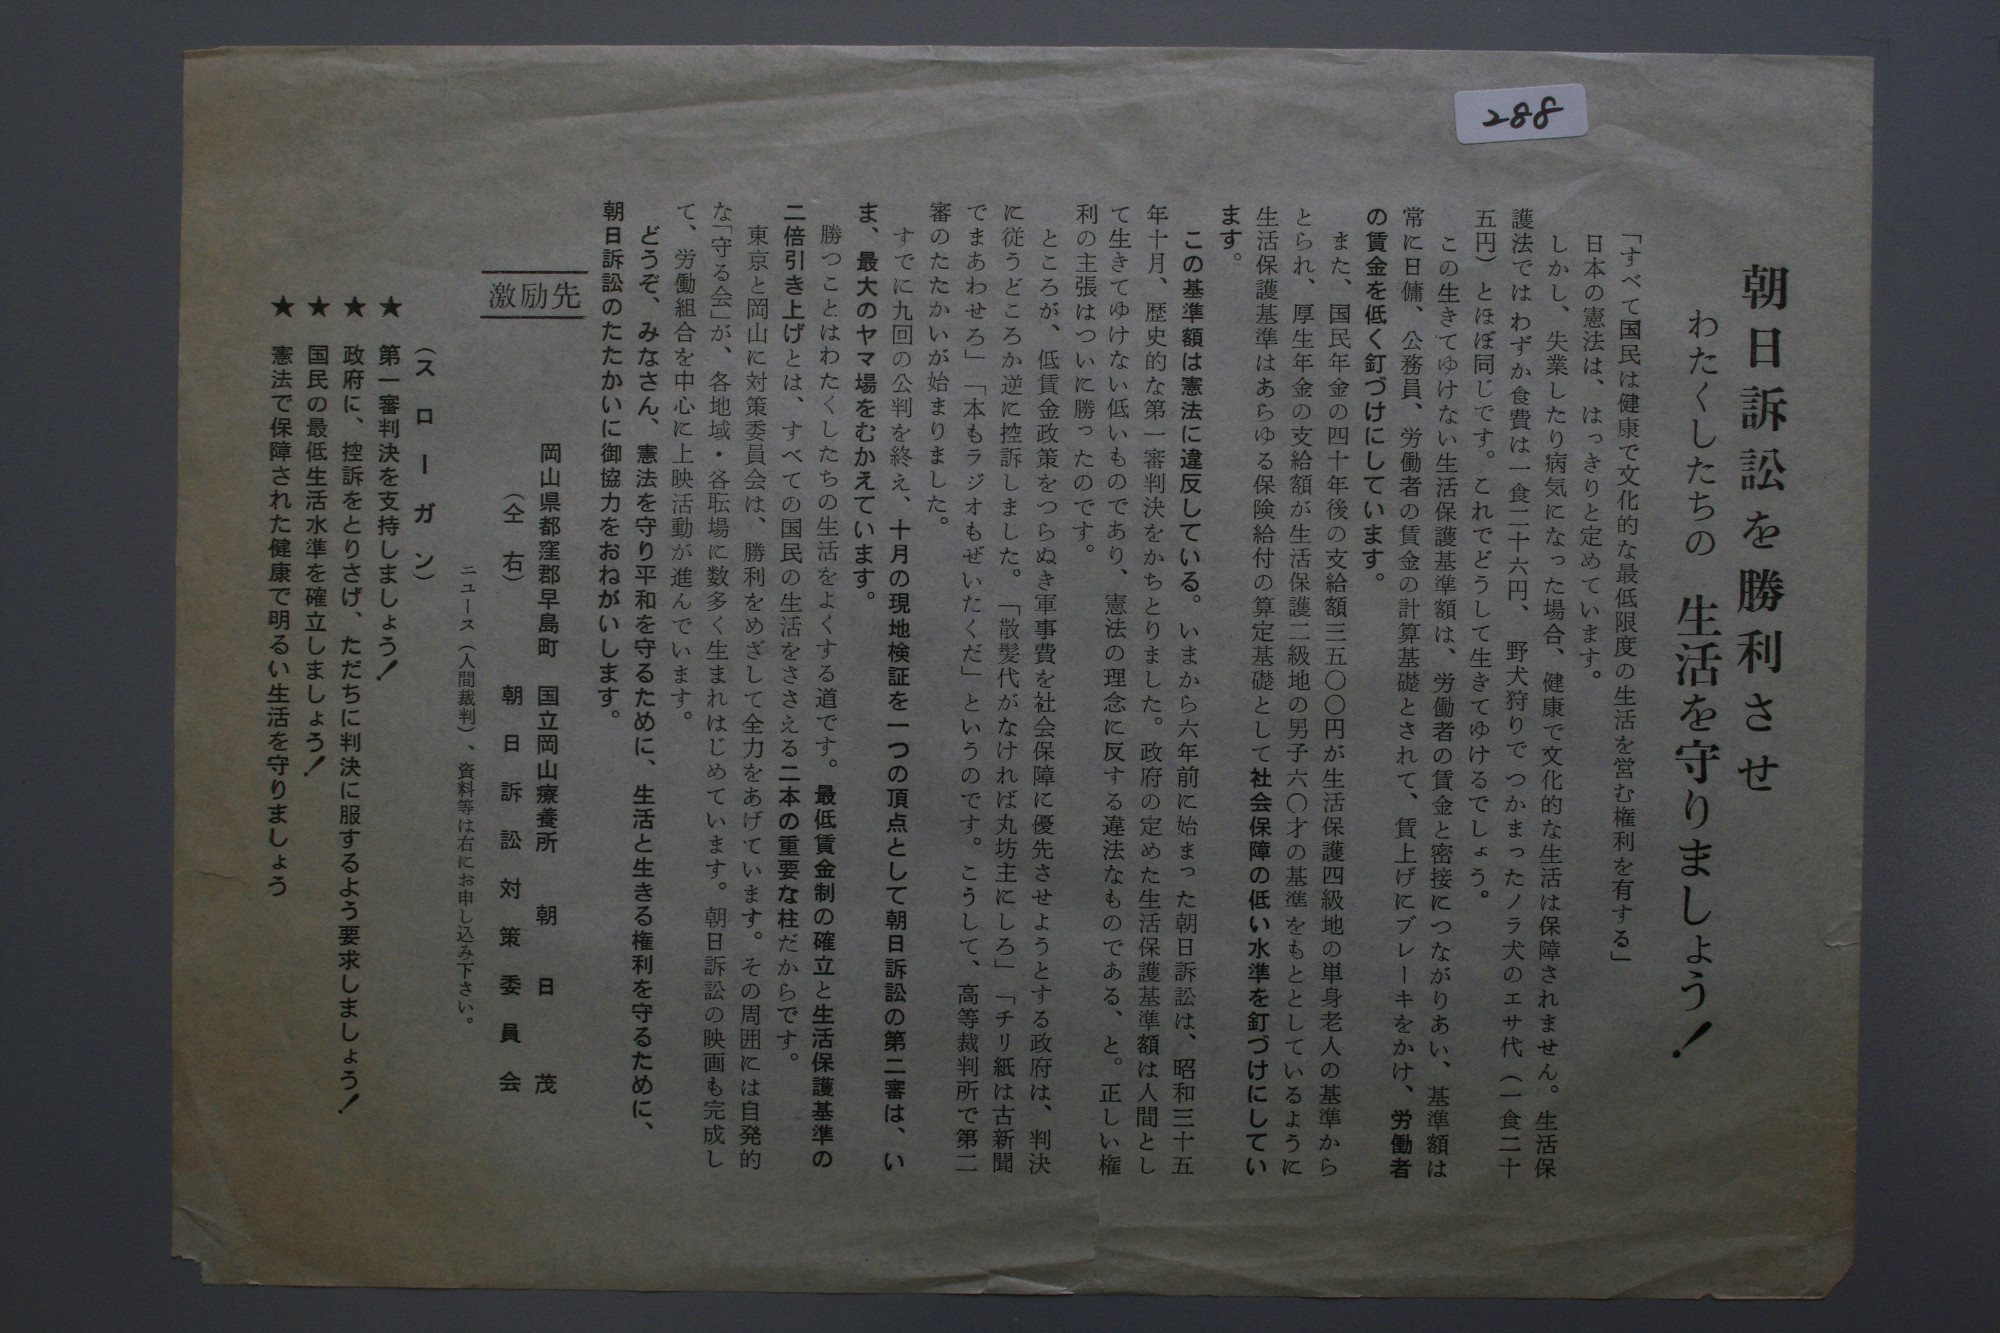 288
朝日訴訟を勝利させ
わたくしたちの 生活を守りましょう!
「すべて国民は健康で文化的な最低限度の生活を営む権利を有する」
日本の憲法は、はっきりと定めています。
しかし、失業したり病気になった場合、健康で文化的な生活は保障されません。生活保
護法では わずか食費は一食二十六円、野犬狩りでつかまったノラ犬のエサ代(一食二十
五円)とほぼ同じです。これでどうして生きてゆけるでしょう。
この生きてゆけない生活保護基準額は、労働者の賃金と密接につながりあい、基準額は
常に日傭、公務員、労働者の賃金の計算基礎とされて、賃上げにブレーキをかけ、労働者
の賃金を低く釘づけにしています。
また、国民年金の四十年後の支給額三五〇〇円が生活保護四級地の単身老人の基準から
とられ、厚生年金の支給額が生活保護二級地の男子六〇才の基準をもととしているように
生活保護基準はあらゆる保険給付の算定基礎として社会保障の低い水準を釘づけにしてい
ます。
この基準額は憲法に違反している。いまから六年前に始まった朝日訴訟は、昭和三十五
年十月、歴史的な第一審判決をかちとりました。政府の定めた生活保護基準額は人間とし
て生きてゆけない低いものであり、憲法の理念に反する違法なものである、と。正しい権
利の主張はついに勝ったのです。
ところが、低賃金政策をつらぬき軍事費を社会保障に優先させようとする政府は、判決
に従うどころか逆に控訴しました。「散髪代がなければ丸坊主にしろ」「チリ紙は古新聞
でまあわせろ」「本もラジオもぜいたくだ」というのです。こうして、高等裁判所で第二
審のたたかいが始まりました。
すでに九回の公判を終え、十月の現地検証を一つの頂点として朝日訴訟の第二審は、い
ま、最大のヤマ場をむかえています。
勝つことはわたくしたちの生活をよくする道です。最低賃金制の確立と生活保護基準の
二倍引き上げとは、すべての国民の生活をささえる二本の重要な柱だからです。
東京と岡山に対策委員会は、勝利をめざして全力をあげています。その周囲には自発的
な「守る会」が、各地域・各耘場に数多く生まれはじめています。朝日訴訟の映画も完成し
て、労働組合を中心に上映活動が進んでいます。
どうぞ、みなさん、憲法を守り平和を守るために、生活と生きる権利を守るために、
朝日訴訟のたたかいに御協力をおねがいします。
激励先
岡山県都窪郡早島町 国立岡山療養所 朝日茂
(仝右) 朝日訴訟対策委員会
ニュース(人間裁判)、資料等は右にお申し込み下さい。
(スローガン)
★ 第一審判決を支持しましょう!
★ 政府に、控訴をとりさげ、ただちに判決に服するよう要求しましょう!
★ 国民の最低生活水準を確立しましょう!
★ 憲法で保障された健康で明るい生活を守りましょう